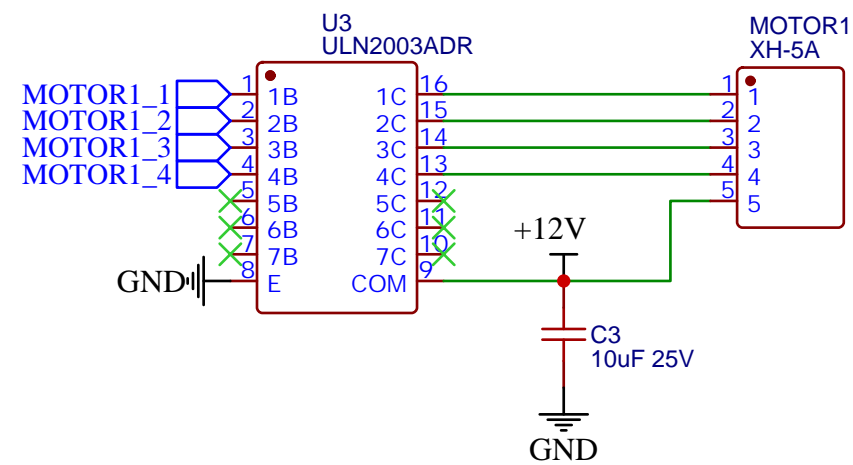 U3
ULN2003ADR
MOTOR1
XH-5A
MOTOR1_1 1 1B 1C 16 1 1
MOTOR1_2 2 2B 2C 15 2 2
MOTOR1_3 3 3B 3C 14 3 3
MOTOR1_4 4 4B 4C 13 4 4
5 5B 5C 12 5 5
6 6B 6C 11
7 7B 7C 10
+12V
GND 8 E COM 9
C3
10uF 25V
GND